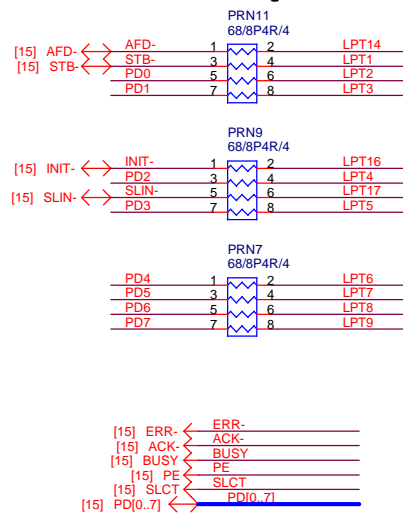 PRN11
68/8P4R/4
[15] AFD- AFD- 1 2 LPT14
[15] STB- STB- 3 4 LPT1
PD0 5 6 LPT2
PD1 7 8 LPT3
PRN9
68/8P4R/4
[15] INIT- INIT- 1 2 LPT16
PD2 3 4 LPT4
[15] SLIN- SLIN- 5 6 LPT17
PD3 7 8 LPT5
PRN7
68/8P4R/4
PD4 1 2 LPT6
PD5 3 4 LPT7
PD6 5 6 LPT8
PD7 7 8 LPT9
[15] ERR- ERR-
[15] ACK- ACK-
[15] BUSY BUSY
[15] PE PE
[15] SLCT SLCT
[15] PD[0..7] PD[0..7]